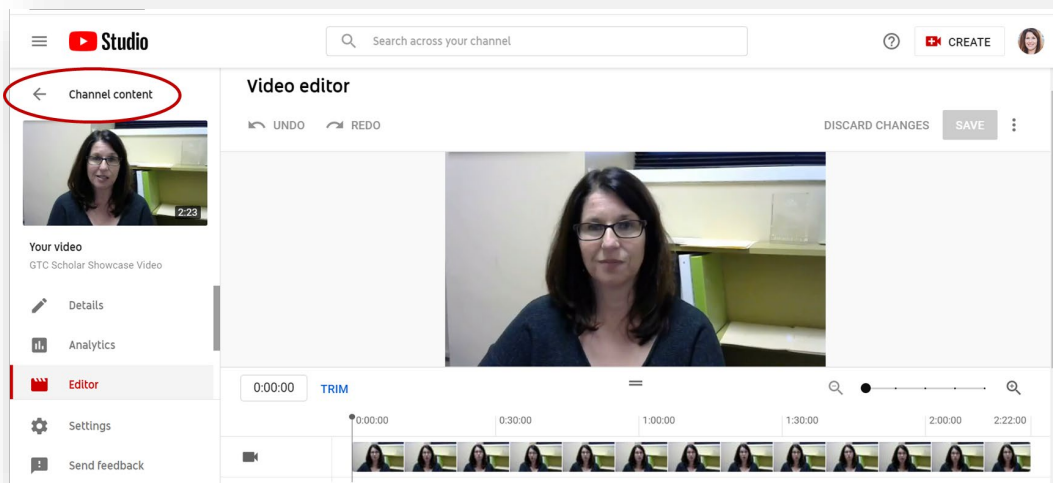 Studio
Search across your channel
CREATE
Channel content
Video editor
UNDO REDO
DISCARD CHANGES SAVE
2:23
Your video
GTC Scholar Showcase Video
Details
Analytics
Editor
0:00:00 TRIM
Settings
0:00:00 0:30:00 1:00:00 1:30:00 2:00:00 2:22:00
Send feedback